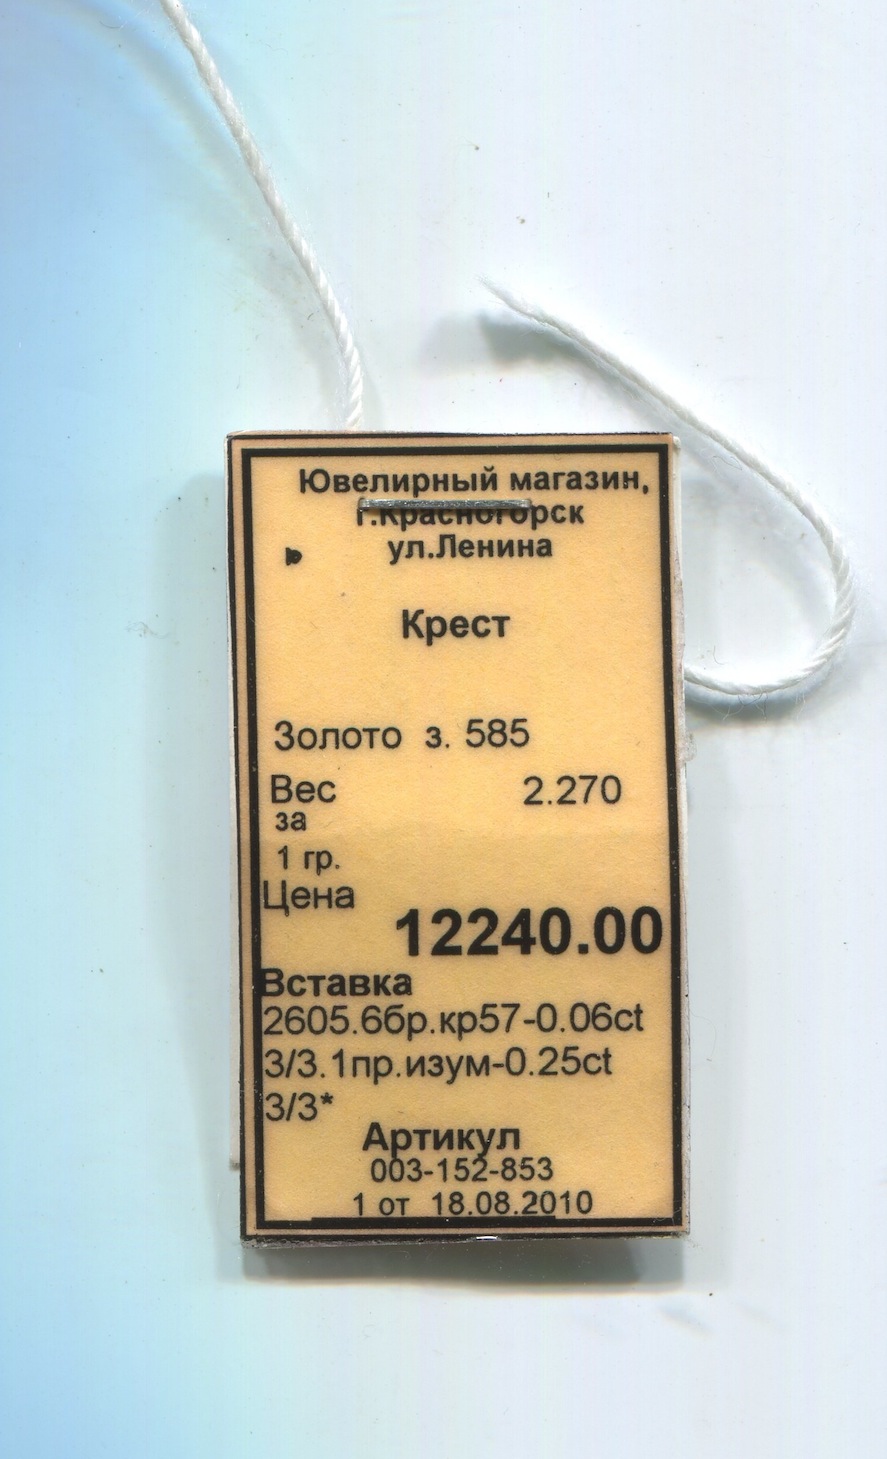 Ювелирный магазин,
г.Красногорск
ул.Ленина
Крест
Золото з. 585
Вес 2.270
за
1 гр.
Цена
12240.00
Вставка
2605.6бр.кр57-0.06ct
3/3.1пр.изум-0.25ct
3/3*
Артикул
003-152-853
1 от 18.08.2010